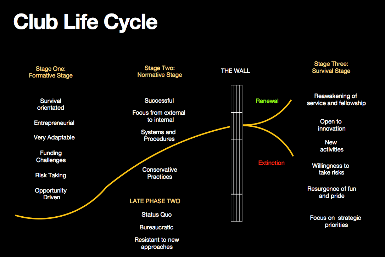 Club Life Cycle
Stage One:
Formative Stage
Survival
orientated
Entrepreneurial
Very Adaptable
Funding
Challenges
Risk Taking
Opportunity
Driven
Stage Two:
Normative Stage
Successful
Focus from external
to internal
Systems and
Procedures
Conservative
Practices
LATE PHASE TWO
Status Quo
Bureaucratic
Resistant to new
approaches
THE WALL
Renewal
Extinction
Stage Three:
Survival Stage
Reawakening of
service and fellowship
Open to
innovation
New
activities
Willingness to
take risks
Resurgence of fun
and pride
Focus on strategic
priorities